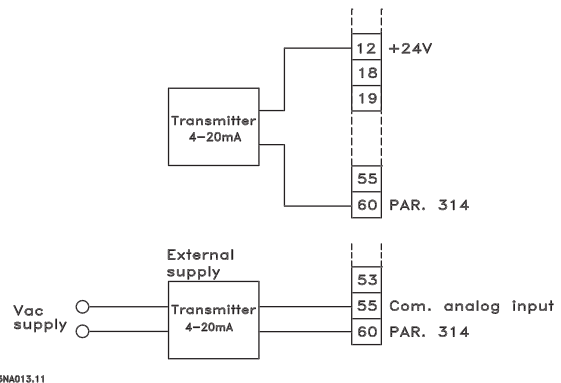 12 +24V
18
19
Transmitter
4-20mA
55
60 PAR. 314
External
supply
53
Vac
supply
Transmitter
4-20mA
55 Com. analog input
60 PAR. 314
NA013.11